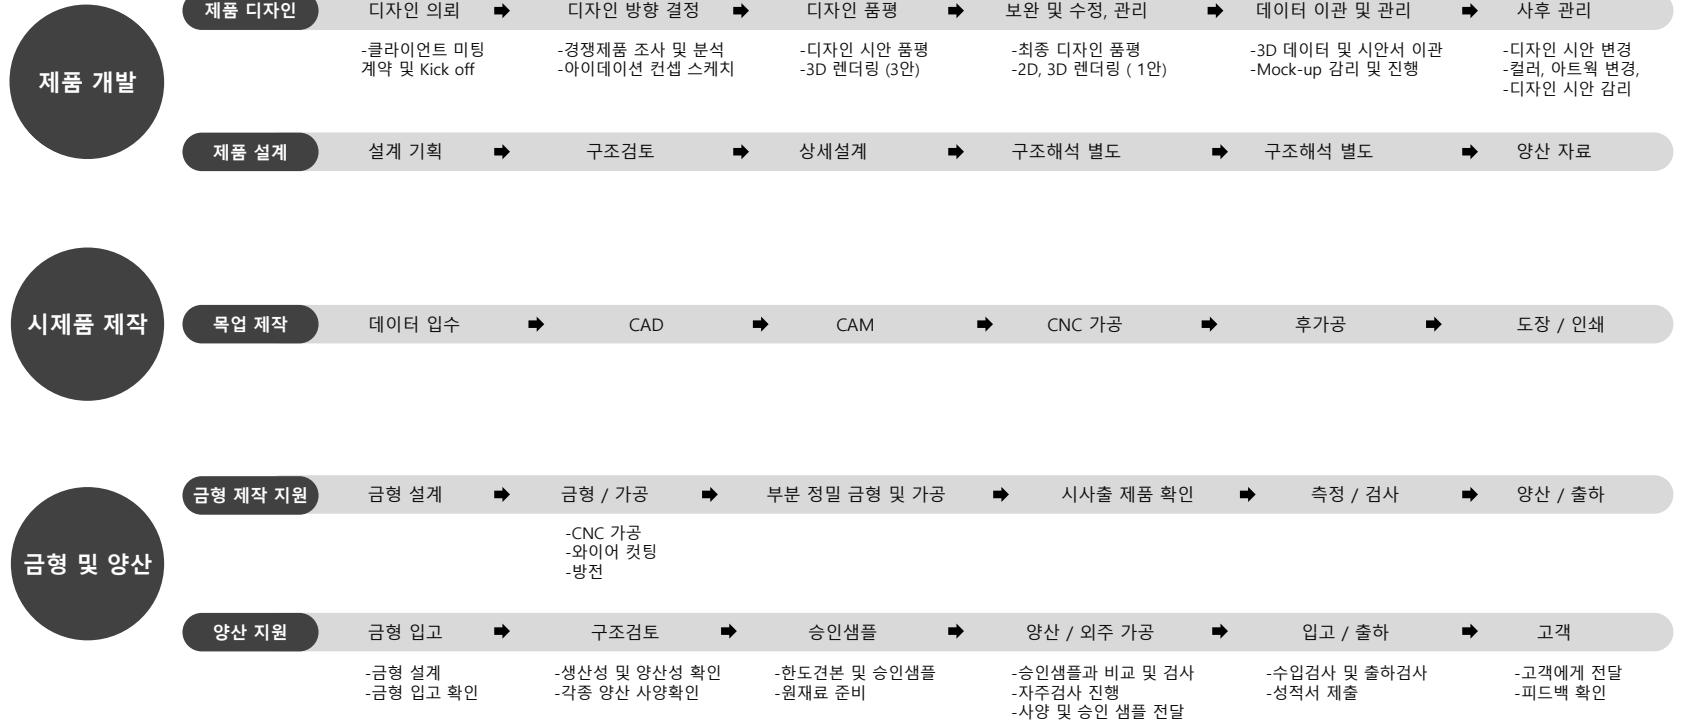 제품 개발
제품 디자인 디자인 의뢰 ➡ 디자인 방향 결정 ➡ 디자인 품평 ➡ 보완 및 수정, 관리 ➡ 데이터 이관 및 관리 ➡ 사후 관리
-클라이언트 미팅 -경쟁제품 조사 및 분석 -디자인 시안 품평 -최종 디자인 품평 -3D 데이터 및 시안서 이관 -디자인 시안 변경
계약 및 Kick off -아이데이션 컨셉 스케치 -3D 렌더링 (3안) -2D, 3D 렌더링 ( 1안) -Mock-up 감리 및 진행 -컬러, 아트웍 변경,
-디자인 시안 감리
제품 설계 설계 기획 ➡ 구조검토 ➡ 상세설계 ➡ 구조해석 별도 ➡ 구조해석 별도 ➡ 양산 자료
시제품 제작
목업 제작 데이터 입수 ➡ CAD ➡ CAM ➡ CNC 가공 ➡ 후가공 ➡ 도장 / 인쇄
금형 및 양산
금형 제작 지원 금형 설계 ➡ 금형 / 가공 ➡ 부분 정밀 금형 및 가공 ➡ 시사출 제품 확인 ➡ 측정 / 검사 ➡ 양산 / 출하
-CNC 가공
-와이어 컷팅
-방전
양산 지원 금형 입고 ➡ 구조검토 ➡ 승인샘플 ➡ 양산 / 외주 가공 ➡ 입고 / 출하 ➡ 고객
-금형 설계 -생산성 및 양산성 확인 -한도견본 및 승인샘플 -승인샘플과 비교 및 검사 -수입검사 및 출하검사 -고객에게 전달
-금형 입고 확인 -각종 양산 사양확인 -원재료 준비 -자주검사 진행 -성적서 제출 -피드백 확인
-사양 및 승인 샘플 전달